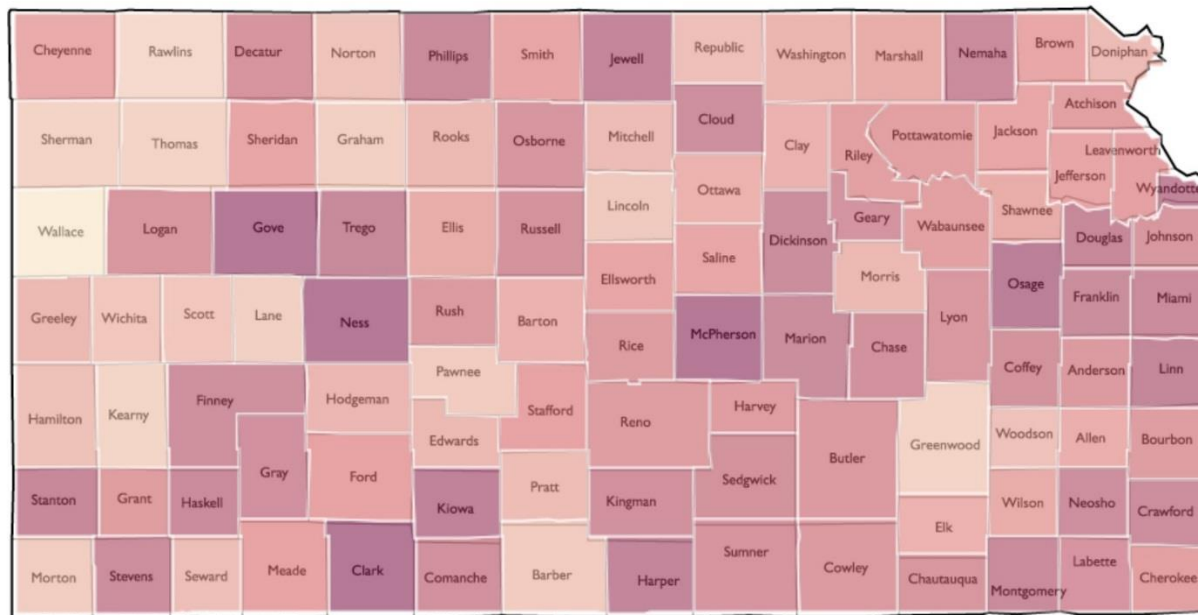 Cheyenne
Rawlins
Decatur
Norton
Phillips
Smith
Jewell
Republic
Washington
Marshall
Nemaha
Brown
Doniphan
Sherman
Thomas
Sheridan
Graham
Rooks
Osborne
Mitchell
Cloud
Clay
Riley
Pottawatomie
Jackson
Atchison
Jefferson
Leavenworth
Wyandotte
Wallace
Logan
Gove
Trego
Ellis
Russell
Lincoln
Ottawa
Saline
Dickinson
Geary
Wabaunsee
Shawnee
Douglas
Johnson
Greeley
Wichita
Scott
Lane
Ness
Rush
Barton
Ellsworth
Rice
McPherson
Marion
Morris
Chase
Lyon
Osage
Franklin
Miami
Hamilton
Kearny
Finney
Hodgeman
Pawnee
Stafford
Edwards
Reno
Harvey
Butler
Greenwood
Coffey
Anderson
Linn
Woodson
Allen
Bourbon
Stanton
Grant
Haskell
Gray
Ford
Kiowa
Pratt
Kingman
Sedgwick
Elk
Wilson
Neosho
Crawford
Morton
Stevens
Seward
Meade
Clark
Comanche
Barber
Harper
Sumner
Cowley
Chautauqua
Montgomery
Labette
Cherokee